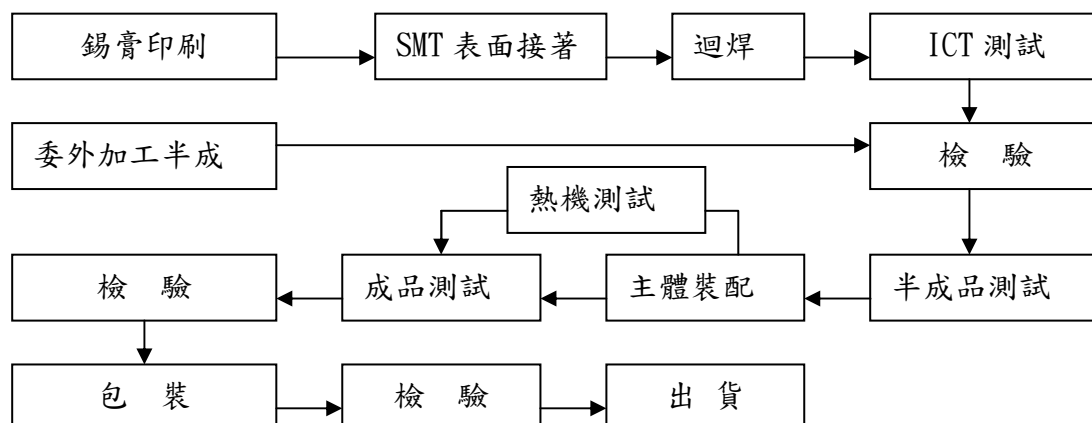 錫膏印刷
SMT 表面接著
迴焊
ICT 測試
委外加工半成
檢 驗
熱機測試
檢 驗
成品測試
主體裝配
半成品測試
包 裝
檢 驗
出 貨